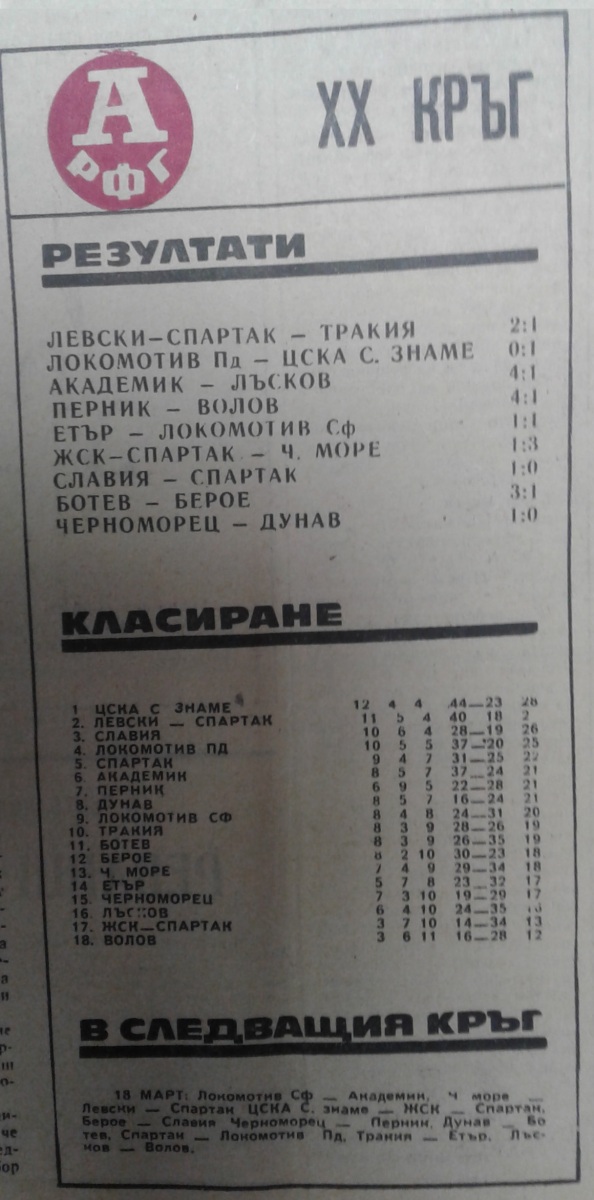 А
РФГ
XX КРЪГ
РЕЗУЛТАТИ
ЛЕВСКИ—СПАРТАК — ТРАКИЯ 2:1
ЛОКОМОТИВ Пд — ЦСКА С. ЗНАМЕ 0:1
АКАДЕМИК — ЛЪСКОВ 4:1
ПЕРНИК — ВОЛОВ 4:1
ЕТЪР — ЛОКОМОТИВ Сф 1:1
ЖСК—СПАРТАК — Ч. МОРЕ 1:3
СЛАВИЯ — СПАРТАК 1:0
БОТЕВ — БЕРОЕ 3:1
ЧЕРНОМОРЕЦ — ДУНАВ 1:0
КЛАСИРАНЕ
1 ЦСКА С ЗНАМЕ 12 4 4 44—23 28
2. ЛЕВСКИ — СПАРТАК 11 5 4 40 18 2
3. СЛАВИЯ 10 6 4 28—19 26
4. ЛОКОМОТИВ ПД 10 5 5 37—20 25
5. СПАРТАК 9 4 7 31—25 22
6. АКАДЕМИК 8 5 7 37—24 21
7. ПЕРНИК 6 9 5 22—28 21
8. ДУНАВ 8 5 7 16—24 21
9. ЛОКОМОТИВ СФ 8 4 8 24—31 20
10. ТРАКИЯ 8 3 9 28—26 19
11. БОТЕВ 8 3 9 26—35 19
12 БЕРОЕ 8 2 10 30—23 18
13. Ч. МОРЕ 7 4 9 29—34 18
14 ЕТЪР 5 7 8 23—32 17
15. ЧЕРНОМОРЕЦ 7 3 10 19—29 17
16. ЛЪСКОВ 6 4 10 24—35
17. ЖСК—СПАРТАК 3 7 10 14—34 13
18. ВОЛОВ 3 6 11 16—28 12
В СЛЕДВАЩИЯ КРЪГ
18 МАРТ: Локомотив Сф — Академик, Ч море —
Левски — Спартак ЦСКА С. знаме — ЖСК — Спартак,
Берое — Славия Черноморец — Перник, Дунав — Бо
тев, Спартак — Локомотив Пд, Тракия — Етър, Лъс-
ков — Волов.